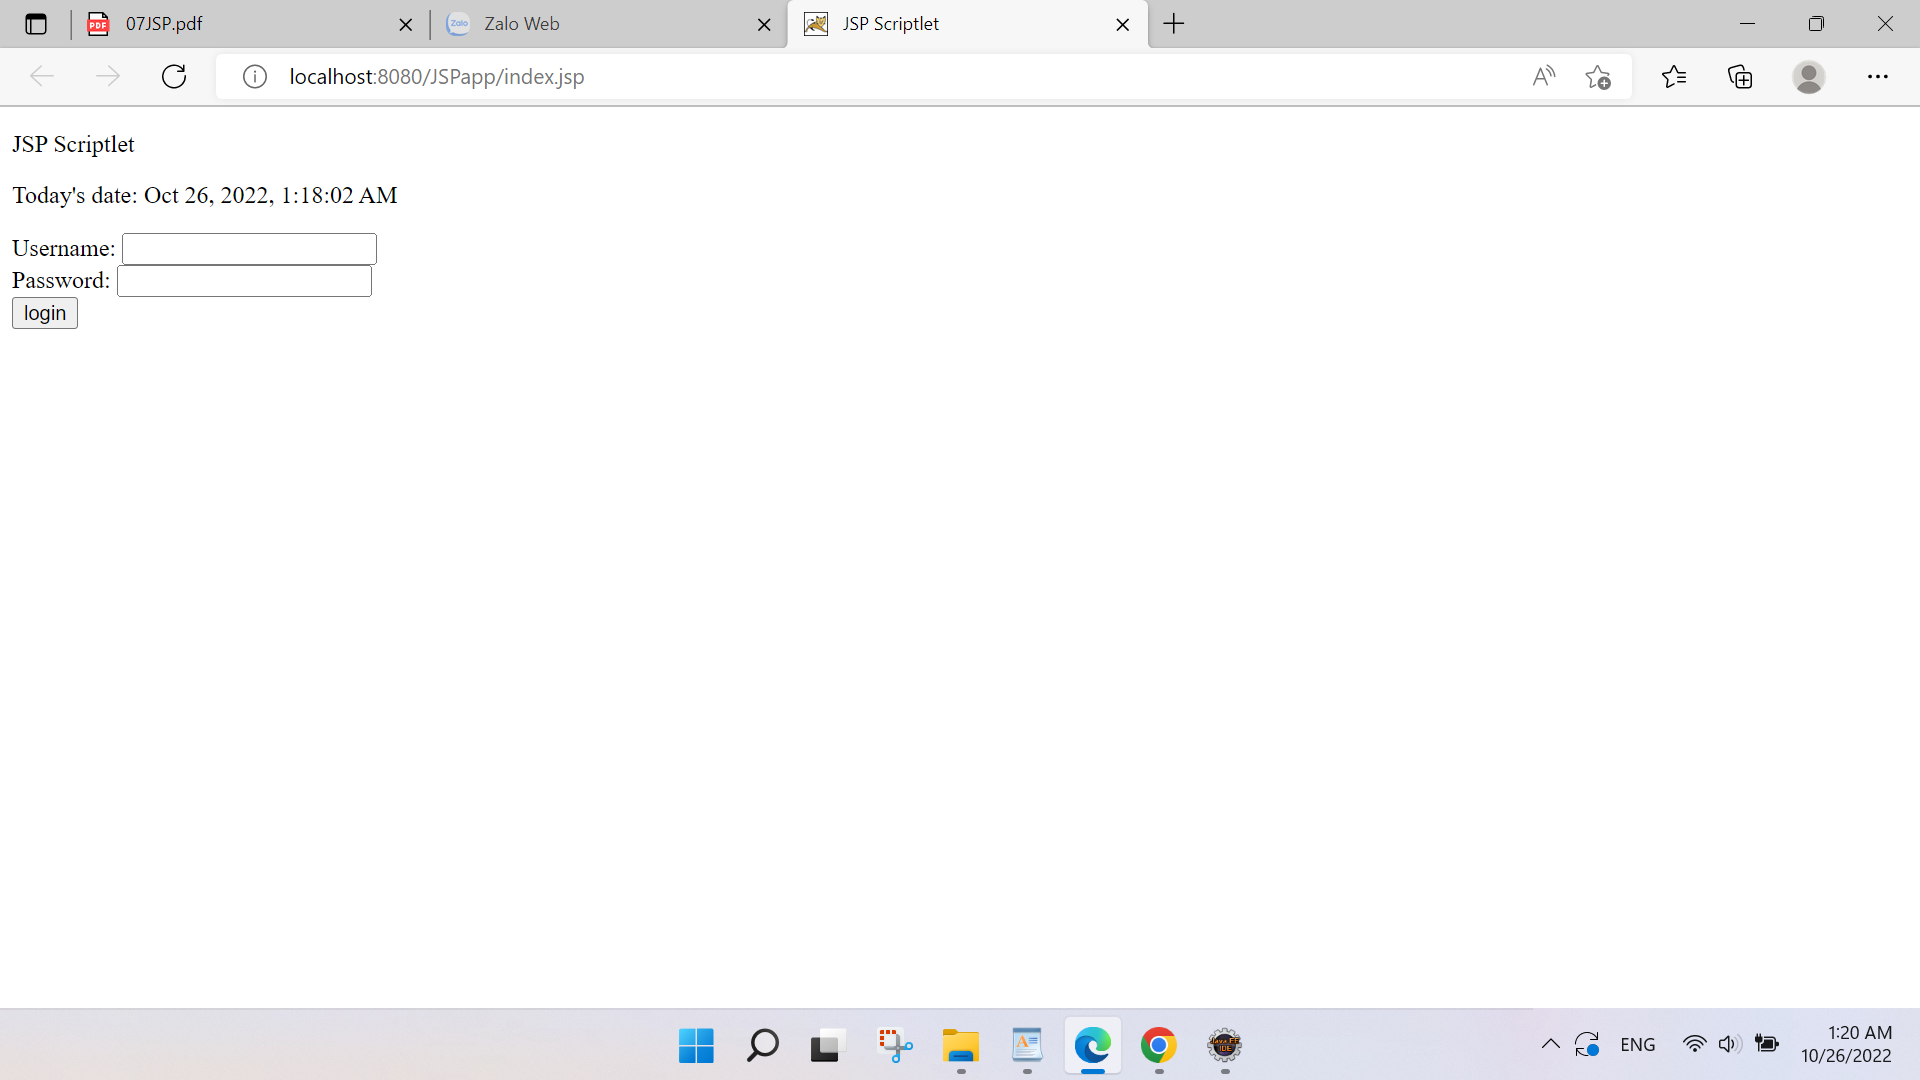 07JSP.pdf
Zalo Web
JSP Scriptlet
localhost:8080/JSPapp/index.jsp
JSP Scriptlet
Today's date: Oct 26, 2022, 1:18:02 AM
Username:
Password:
login
ENG
1:20 AM
10/26/2022